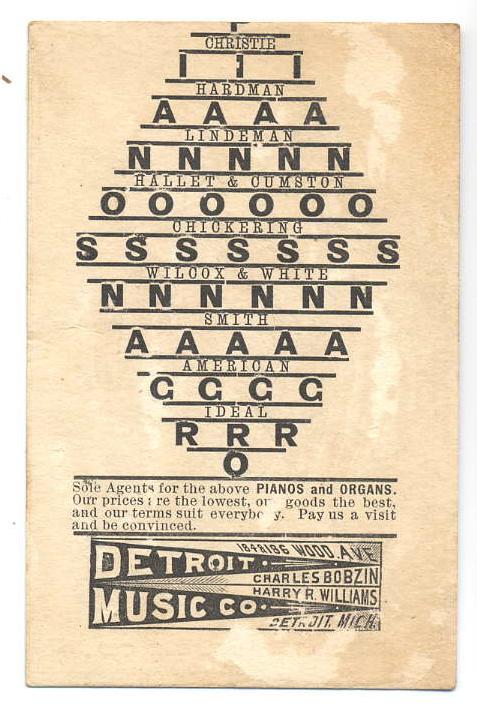 P
CHRISTIE
I I I
HARDMAN
A A A A
LINDEMAN
N N N N N
HALLET & CUMSTON
O O O O O O O
CHICKERING
S S S S S S S S
WILCOX & WHITE
N N N N N N
SMITH
A A A A A
AMERICAN
G G G G
IDEAL
R R R
O
Sole Agents for the above PIANOS and ORGANS.
Our prices are the lowest, our goods the best,
and our terms suit everybody. Pay us a visit
and be convinced.
184 & 186 WOOD. AVE
DETROIT
CHARLES BOBZIN
HARRY R. WILLIAMS
MUSIC CO.
DETROIT. MICH.